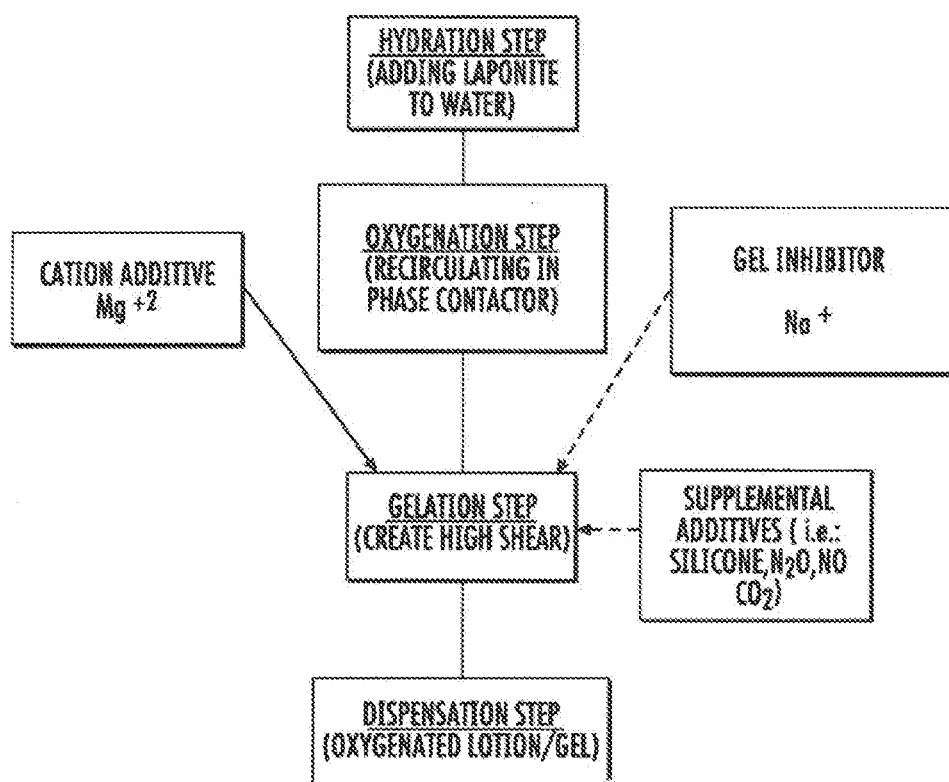 HYDRATION STEP
(ADDING LAPONITE
TO WATER)
OXYGENATION STEP
(RECIRCULATING IN
PHASE CONTACTOR)
CATION ADDITIVE
Mg +2
GEL INHIBITOR
Na +
GELATION STEP
(CREATE HIGH SHEAR)
SUPPLEMENTAL
ADDITIVES ( i.e.:
SILICONE,N2O,NO
CO2)
DISPENSATION STEP
(OXYGENATED LOTION/GEL)